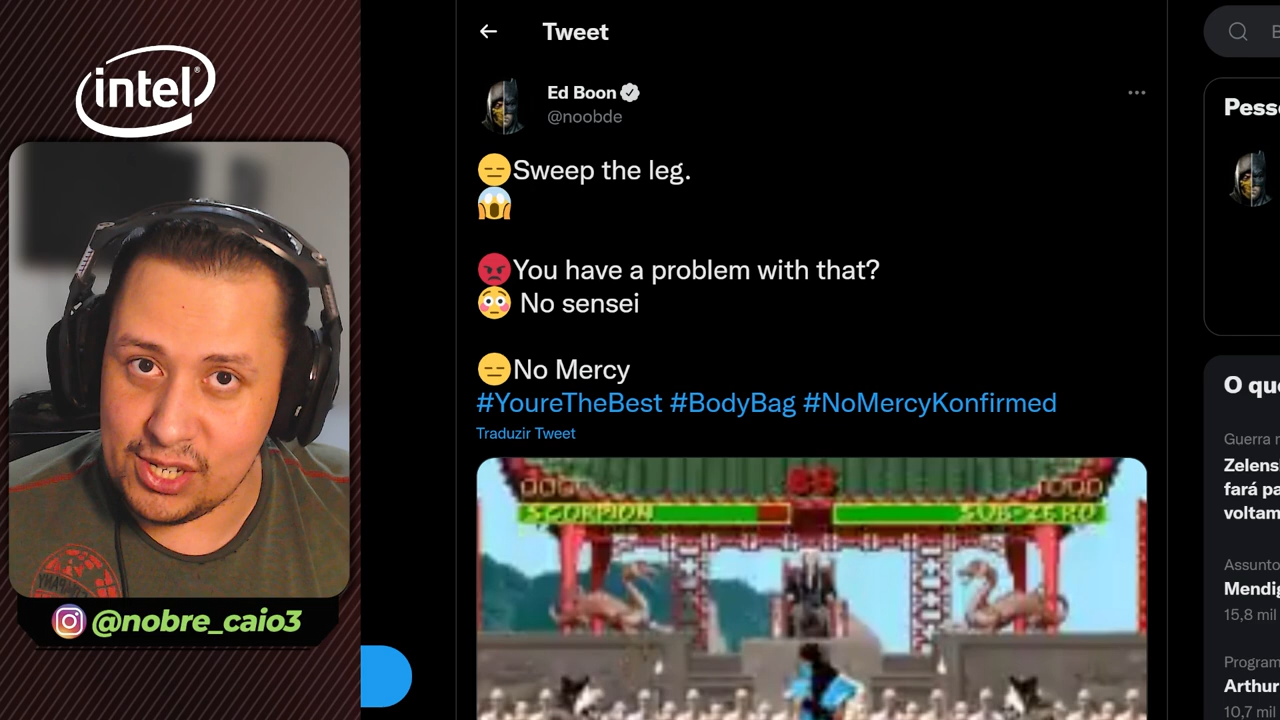 intel®
@nobre_caio3
Tweet
Ed Boon
@noobde
Sweep the leg.
You have a problem with that?
No sensei
No Mercy
#YoureTheBest #BodyBag #NoMercyKonfirmed
Traduzir Tweet
SCORPION
SUB-ZERO
Pess
O qu
Guerra
Zelens
fará pa
voltam
Assunto
Mendig
15,8 mil
Program
Arthur
10,7 mil